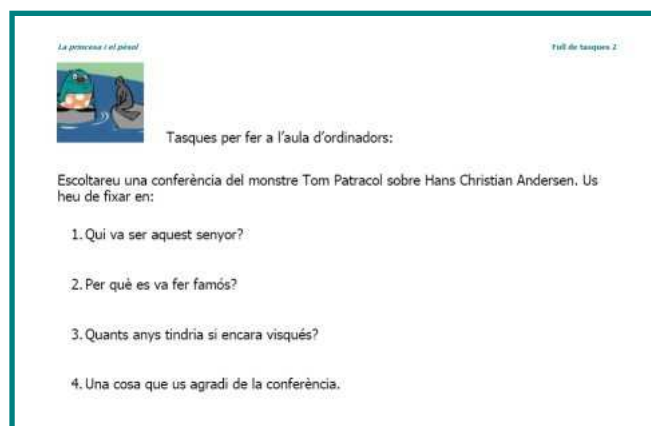 La princesa i el pèsol
Full de tasques 2
Tasques per fer a l'aula d'ordinadors:
Escoltareu una conferència del monstre Tom Patracol sobre Hans Christian Andersen. Us
heu de fixar en:
1. Qui va ser aquest senyor?
2. Per què es va fer famós?
3. Quants anys tindria si encara visqués?
4. Una cosa que us agradi de la conferència.